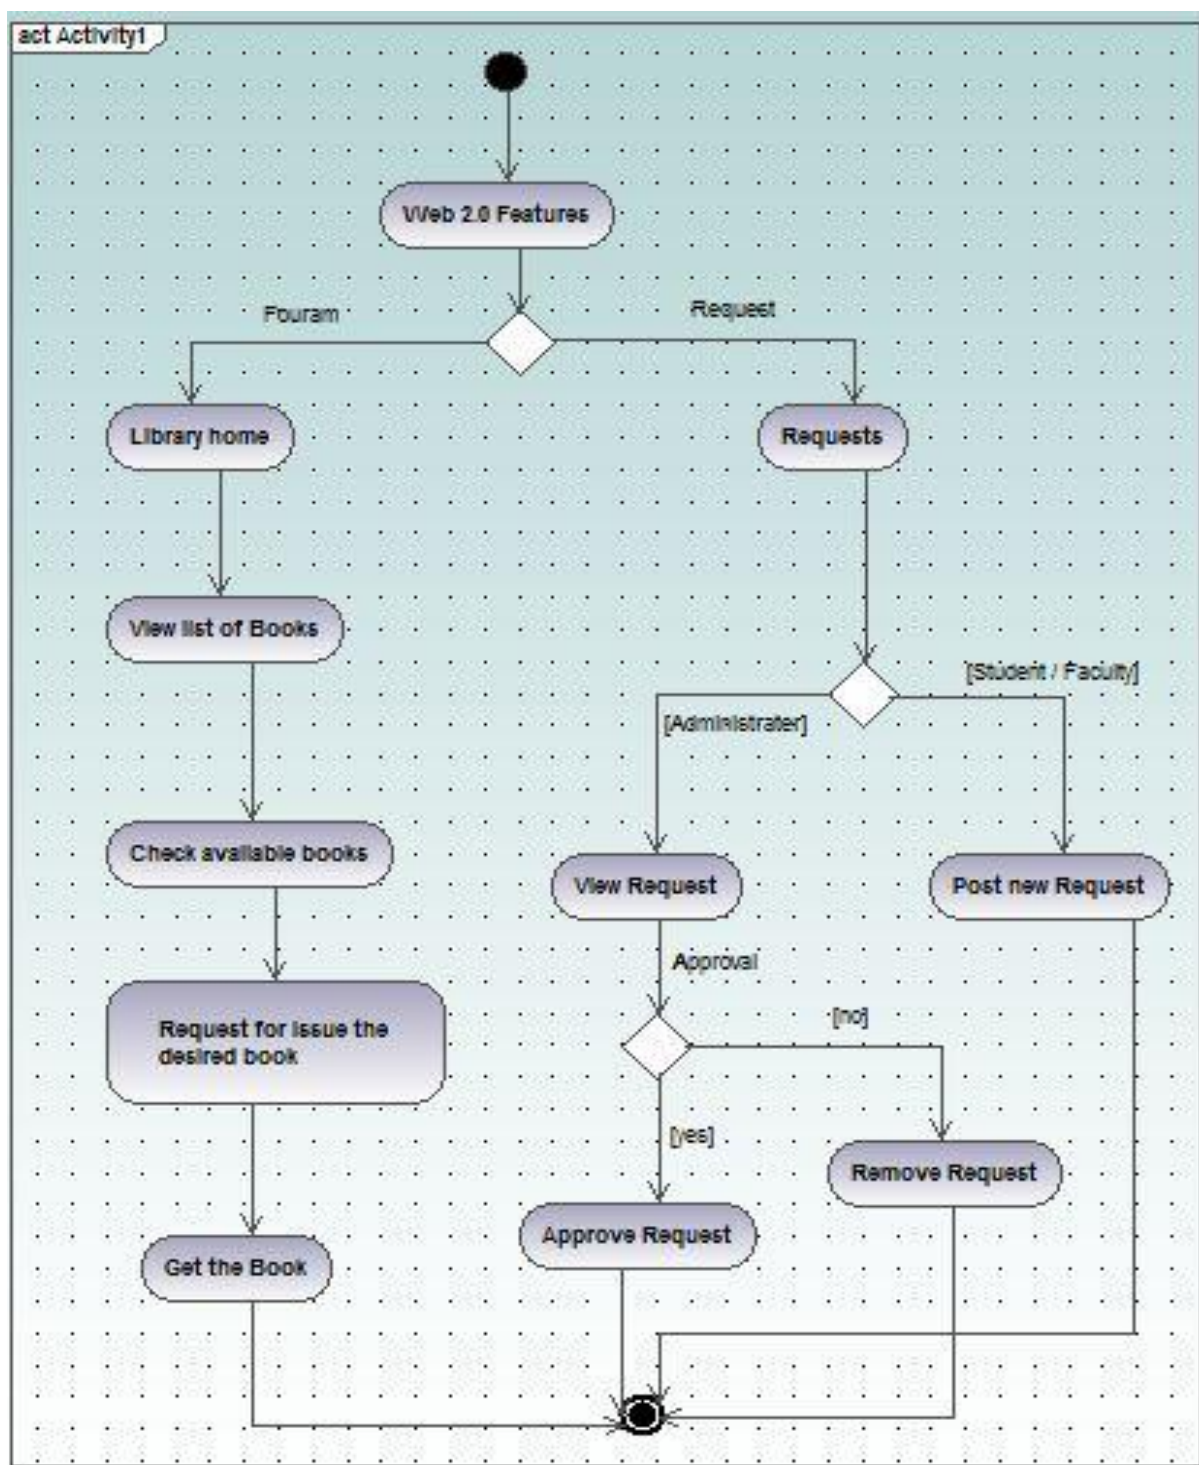 act Activity1
Web 2.0 Features
Fouram
Request
Library home
Requests
View list of Books
[Student / Faculty]
[Administrater]
Check available books
View Request
Post new Request
Approval
Request for issue the
desired book
[no]
[yes]
Remove Request
Approve Request
Get the Book